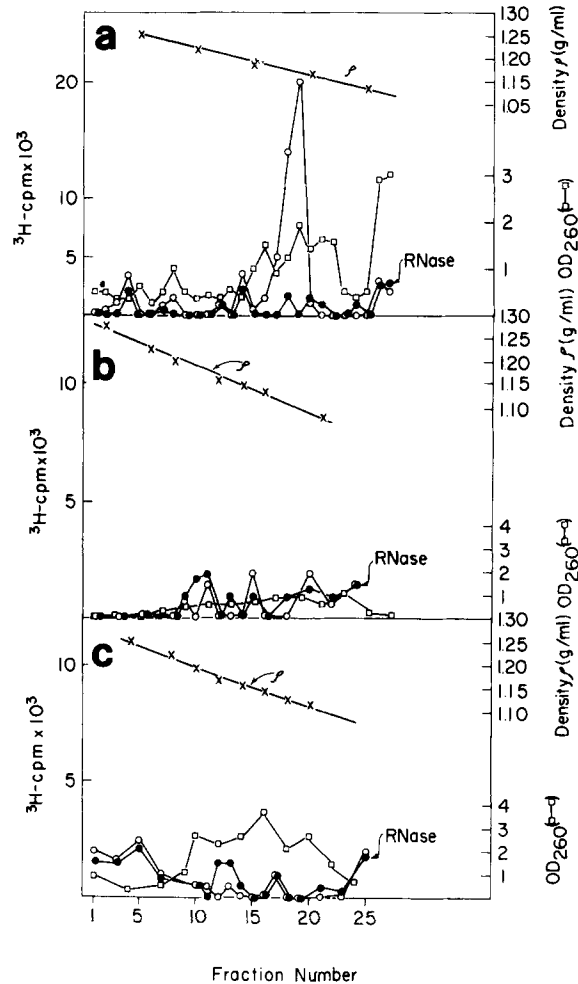 a
20
10
5
³H-cpm x 10³
ρ
RNase
1.30
1.25
1.20
1.15
1.05
Density ρ (g/ml)
3
2
1
OD260 (□—□)
b
10
5
³H-cpm x 10³
ρ
RNase
1.30
1.25
1.20
1.15
1.10
Density ρ (g/ml)
4
3
2
1
OD260 (□—□)
c
10
5
³H-cpm x 10³
ρ
RNase
1.30
1.25
1.20
1.15
1.10
Density ρ (g/ml)
4
3
2
1
OD260 (□—□)
1
5
10
15
20
25
Fraction Number